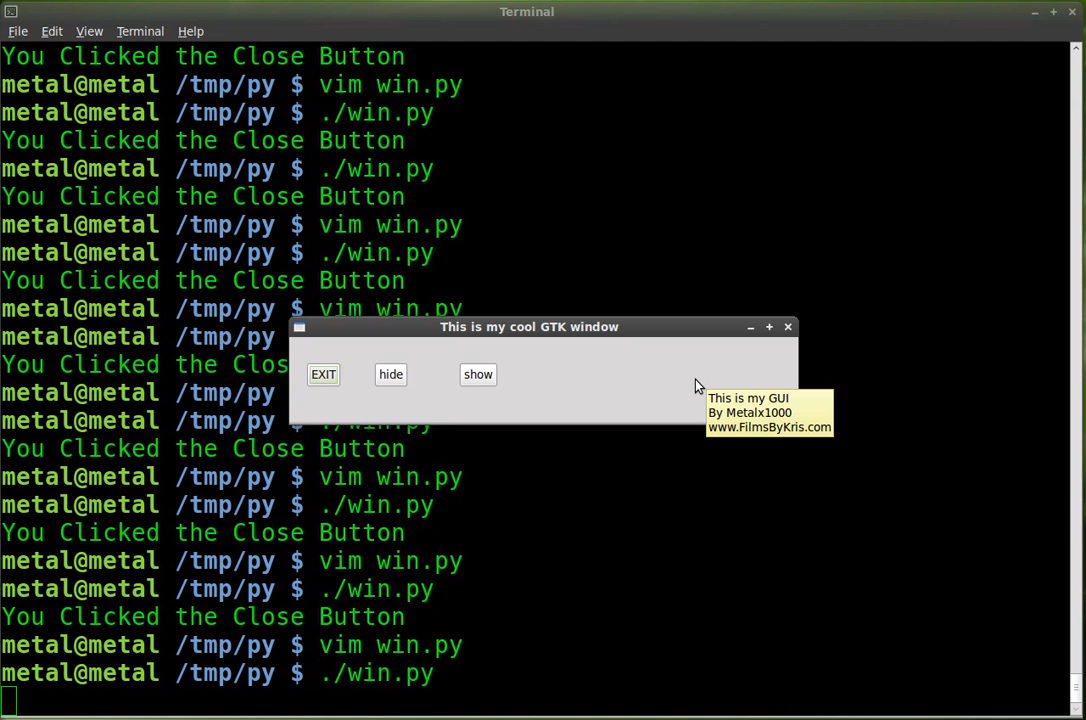 Terminal
File Edit View Terminal Help
You Clicked the Close Button
metal@metal /tmp/py $ vim win.py
metal@metal /tmp/py $ ./win.py
You Clicked the Close Button
metal@metal /tmp/py $ ./win.py
You Clicked the Close Button
metal@metal /tmp/py $ vim win.py
metal@metal /tmp/py $ ./win.py
You Clicked the Close Button
metal@metal /tmp/py $ vim win.py
metal@metal /tmp/py
This is my cool GTK window
You Clicked the Clos
metal@metal /tmp/py
EXIT hide show
This is my GUI
By Metalx1000
www.FilmsByKris.com
metal@metal /tmp/py $ ./win.py
You Clicked the Close Button
metal@metal /tmp/py $ vim win.py
metal@metal /tmp/py $ ./win.py
You Clicked the Close Button
metal@metal /tmp/py $ vim win.py
metal@metal /tmp/py $ ./win.py
You Clicked the Close Button
metal@metal /tmp/py $ vim win.py
metal@metal /tmp/py $ ./win.py